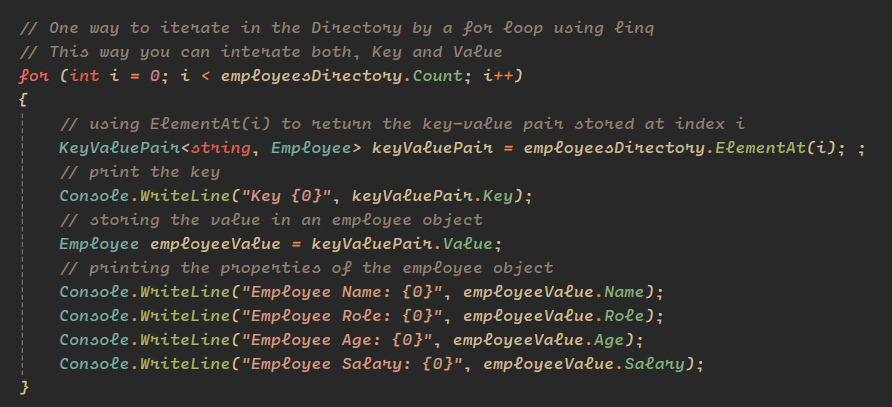 // One way to iterate in the Directory by a for loop using linq
// This way you can interate both, Key and Value
for (int i = 0; i < employeesDirectory.Count; i++)
{
// using ElementAt(i) to return the key-value pair stored at index i
KeyValuePair<string, Employee> keyValuePair = employeesDirectory.ElementAt(i); ;
// print the key
Console.WriteLine("Key {0}", keyValuePair.Key);
// storing the value in an employee object
Employee employeeValue = keyValuePair.Value;
// printing the properties of the employee object
Console.WriteLine("Employee Name: {0}", employeeValue.Name);
Console.WriteLine("Employee Role: {0}", employeeValue.Role);
Console.WriteLine("Employee Age: {0}", employeeValue.Age);
Console.WriteLine("Employee Salary: {0}", employeeValue.Salary);
}